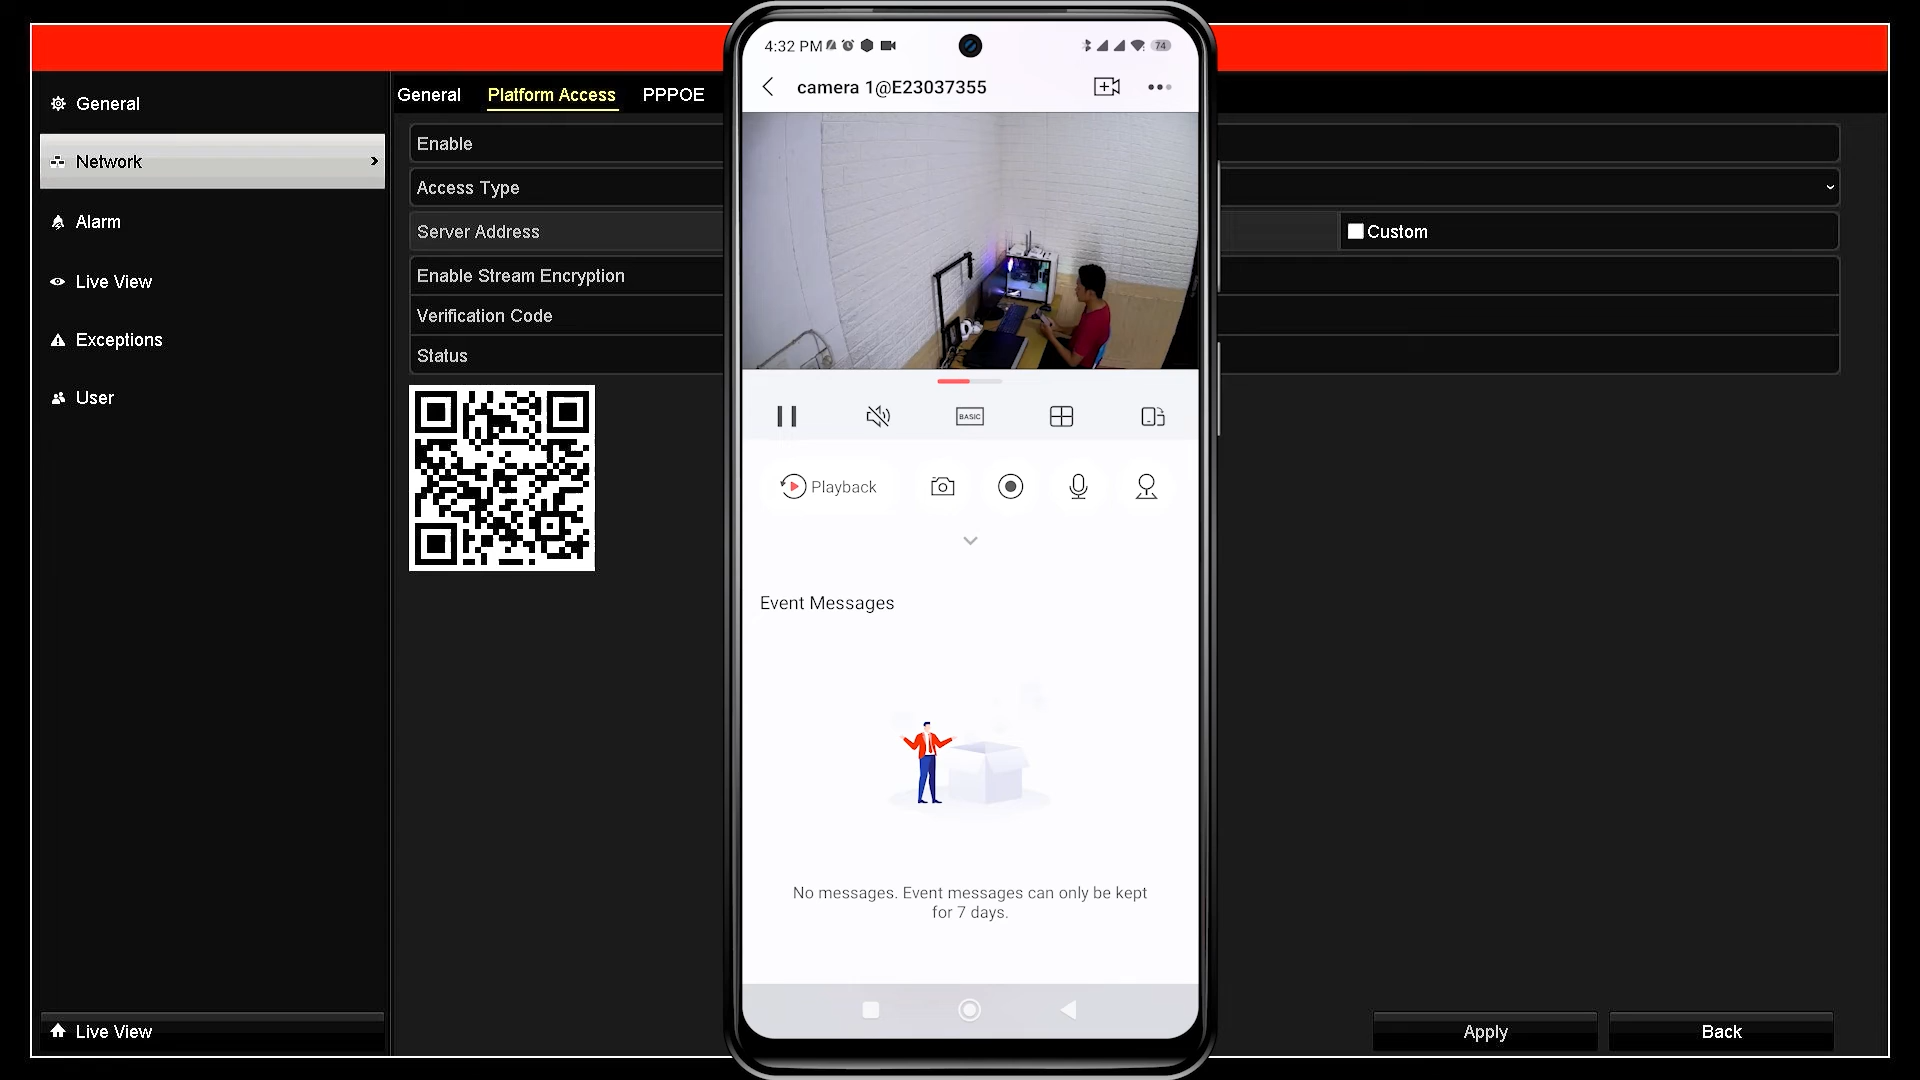 4:32 PM
74
camera 1@E23037355
General
Platform Access
PPPOE
General
Network
Alarm
Live View
Exceptions
User
Enable
Access Type
Server Address
Custom
Enable Stream Encryption
Verification Code
Status
BASIC
Playback
Event Messages
No messages. Event messages can only be kept
for 7 days.
Live View
Apply
Back